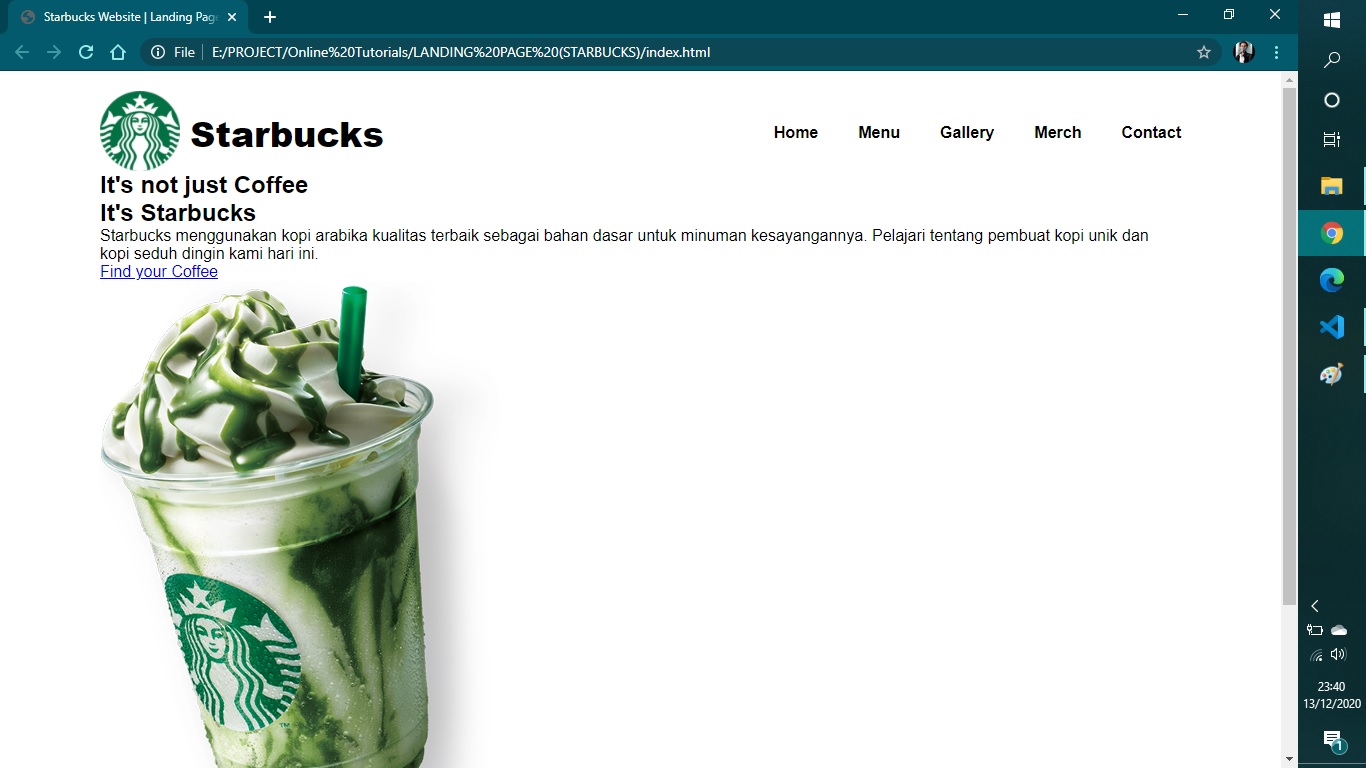 Starbucks Website | Landing Page
File
E:/PROJECT/Online%20Tutorials/LANDING%20PAGE%20(STARBUCKS)/index.html
Starbucks
Home Menu Gallery Merch Contact
It's not just Coffee
It's Starbucks
Starbucks menggunakan kopi arabika kualitas terbaik sebagai bahan dasar untuk minuman kesayangannya. Pelajari tentang pembuat kopi unik dan
kopi seduh dingin kami hari ini.
Find your Coffee
TM
23:40
13/12/2020
1